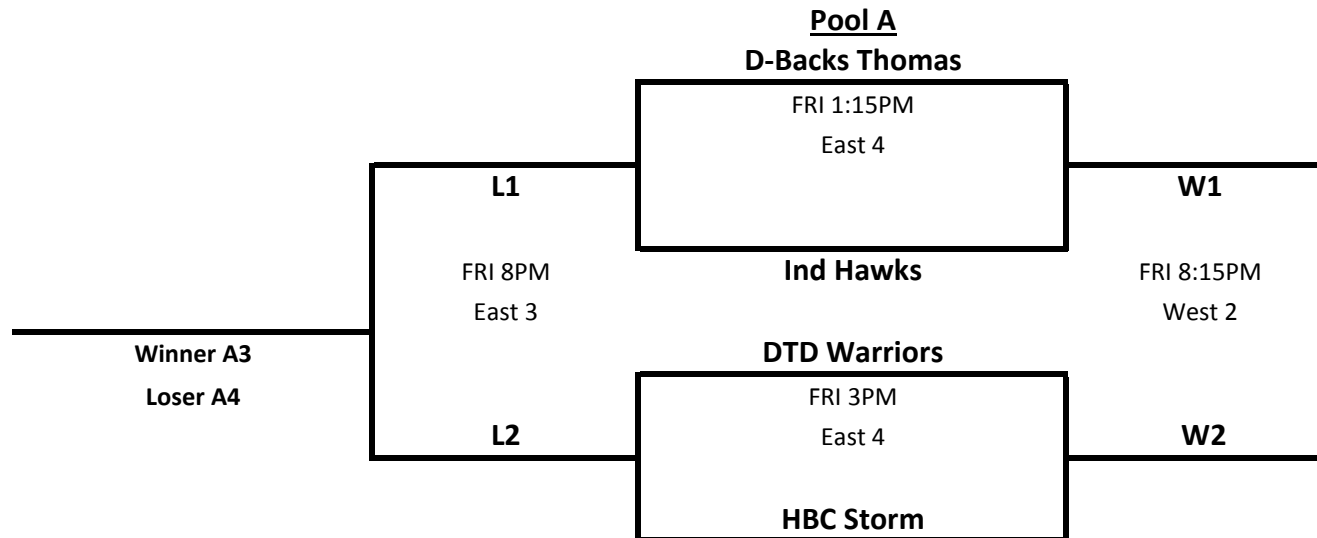 Pool A
D-Backs Thomas
FRI 1:15PM
East 4
L1
W1
FRI 8PM
Ind Hawks
FRI 8:15PM
East 3
West 2
Winner A3
DTD Warriors
Loser A4
FRI 3PM
L2
East 4
W2
HBC Storm